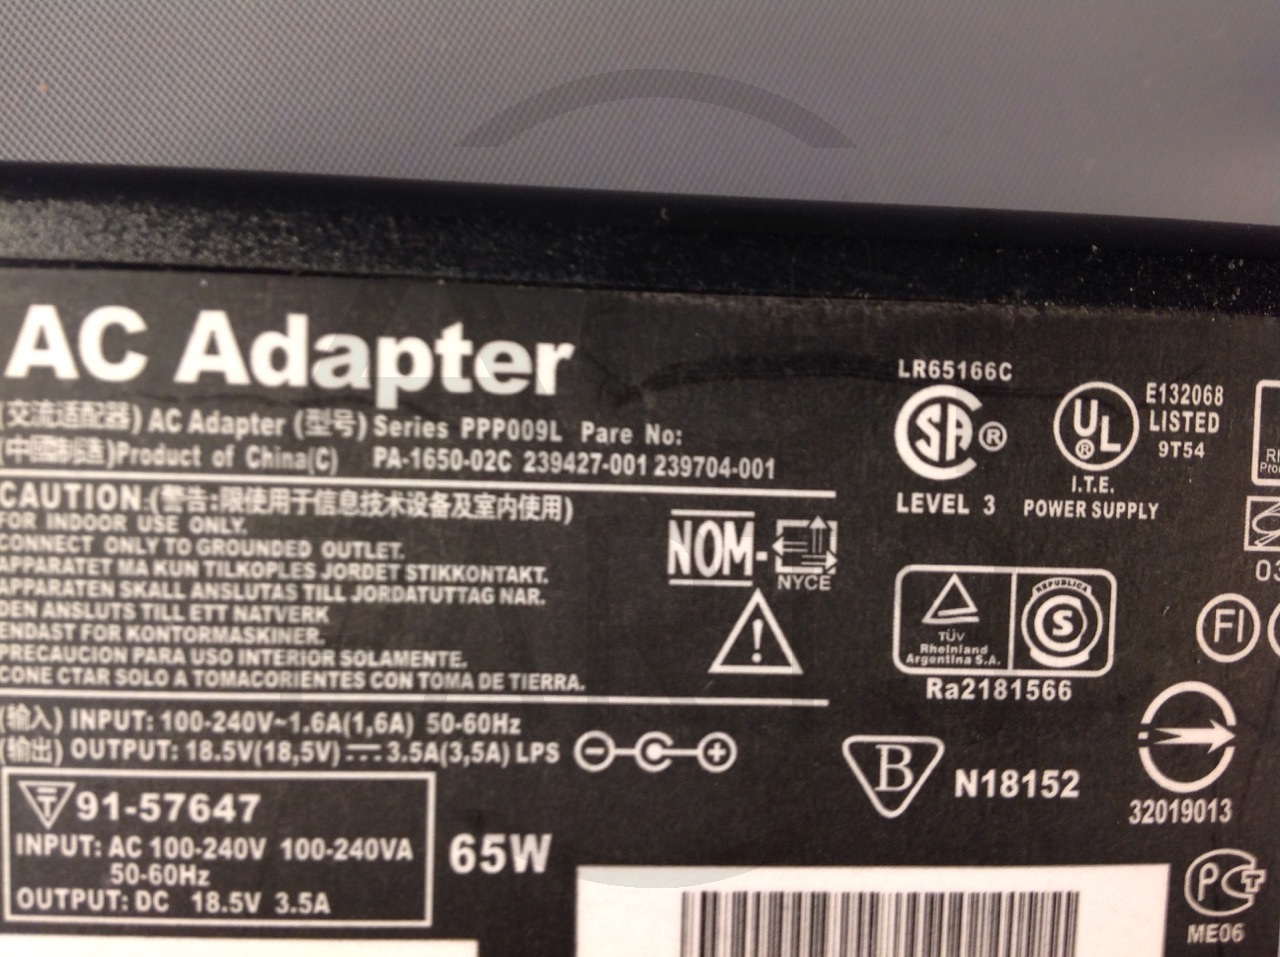 AC Adapter
(交流适配器) AC Adapter (型号) Series PPP009L Pare No:
(中國制造)Product of China(C) PA-1650-02C 239427-001 239704-001
CAUTION:(警告:限使用于信息技术设备及室内使用)
FOR INDOOR USE ONLY.
CONNECT ONLY TO GROUNDED OUTLET.
APPARATET MA KUN TILKOPLES JORDET STIKKONTAKT.
APPARATEN SKALL ANSLUTAS TILL JORDATUTTAG NAR.
DEN ANSLUTS TILL ETT NATVERK
ENDAST FOR KONTORMASKINER.
PRECAUCION PARA USO INTERIOR SOLAMENTE.
CONE CTAR SOLO A TOMACORIENTES CON TOMA DE TIERRA.
(输入) INPUT: 100-240V~1.6A(1,6A) 50-60Hz
(输出) OUTPUT: 18.5V(18,5V) 3.5A(3,5A) LPS
T 91-57647
INPUT: AC 100-240V 100-240VA
50-60Hz
OUTPUT: DC 18.5V 3.5A
65W
NOM-
NYCE
LR65166C
SA ®
LEVEL 3
UL ®
E132068
LISTED
9T54
I.T.E.
POWER SUPPLY
TÜV
Rheinland
Argentina S.A.
REPUBLICA
S
Ra2181566
B N18152
FI
32019013
PCT
ME06
03